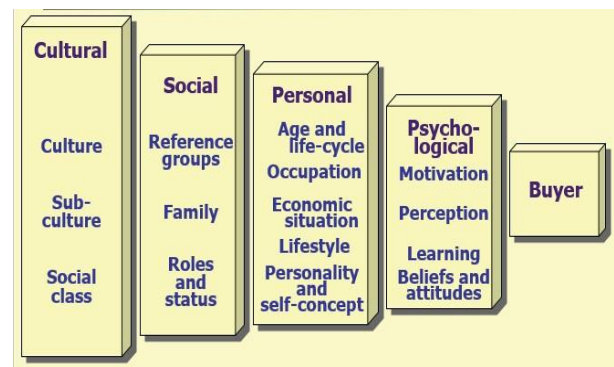 Cultural
Culture
Sub-
culture
Social
class
Social
Reference
groups
Family
Roles
and
status
Personal
Age and
life-cycle
Occupation
Economic
situation
Lifestyle
Personality
and
self-concept
Psycho-
logical
Motivation
Perception
Learning
Beliefs and
attitudes
Buyer